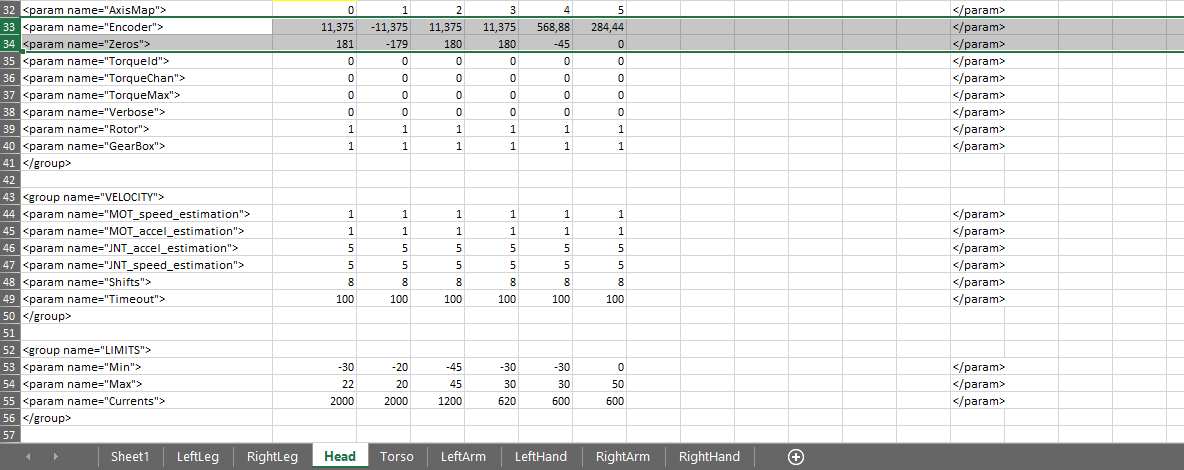 32 <param name="AxisMap"> 0 1 2 3 4 5 </param>
33 <param name="Encoder"> 11,375 -11,375 11,375 11,375 568,88 284,44 </param>
34 <param name="Zeros"> 181 -179 180 180 -45 0 </param>
35 <param name="TorqueId"> 0 0 0 0 0 0 </param>
36 <param name="TorqueChan"> 0 0 0 0 0 0 </param>
37 <param name="TorqueMax"> 0 0 0 0 0 0 </param>
38 <param name="Verbose"> 0 0 0 0 0 0 </param>
39 <param name="Rotor"> 1 1 1 1 1 1 </param>
40 <param name="GearBox"> 1 1 1 1 1 1 </param>
41 </group>
42
43 <group name="VELOCITY">
44 <param name="MOT_speed_estimation"> 1 1 1 1 1 1 </param>
45 <param name="MOT_accel_estimation"> 1 1 1 1 1 1 </param>
46 <param name="JNT_accel_estimation"> 5 5 5 5 5 5 </param>
47 <param name="JNT_speed_estimation"> 5 5 5 5 5 5 </param>
48 <param name="Shifts"> 8 8 8 8 8 8 </param>
49 <param name="Timeout"> 100 100 100 100 100 100 </param>
50 </group>
51
52 <group name="LIMITS">
53 <param name="Min"> -30 -20 -45 -30 -30 0 </param>
54 <param name="Max"> 22 20 45 30 30 50 </param>
55 <param name="Currents"> 2000 2000 1200 620 600 600 </param>
56 </group>
57
Sheet1 LeftLeg RightLeg Head Torso LeftArm LeftHand RightArm RightHand